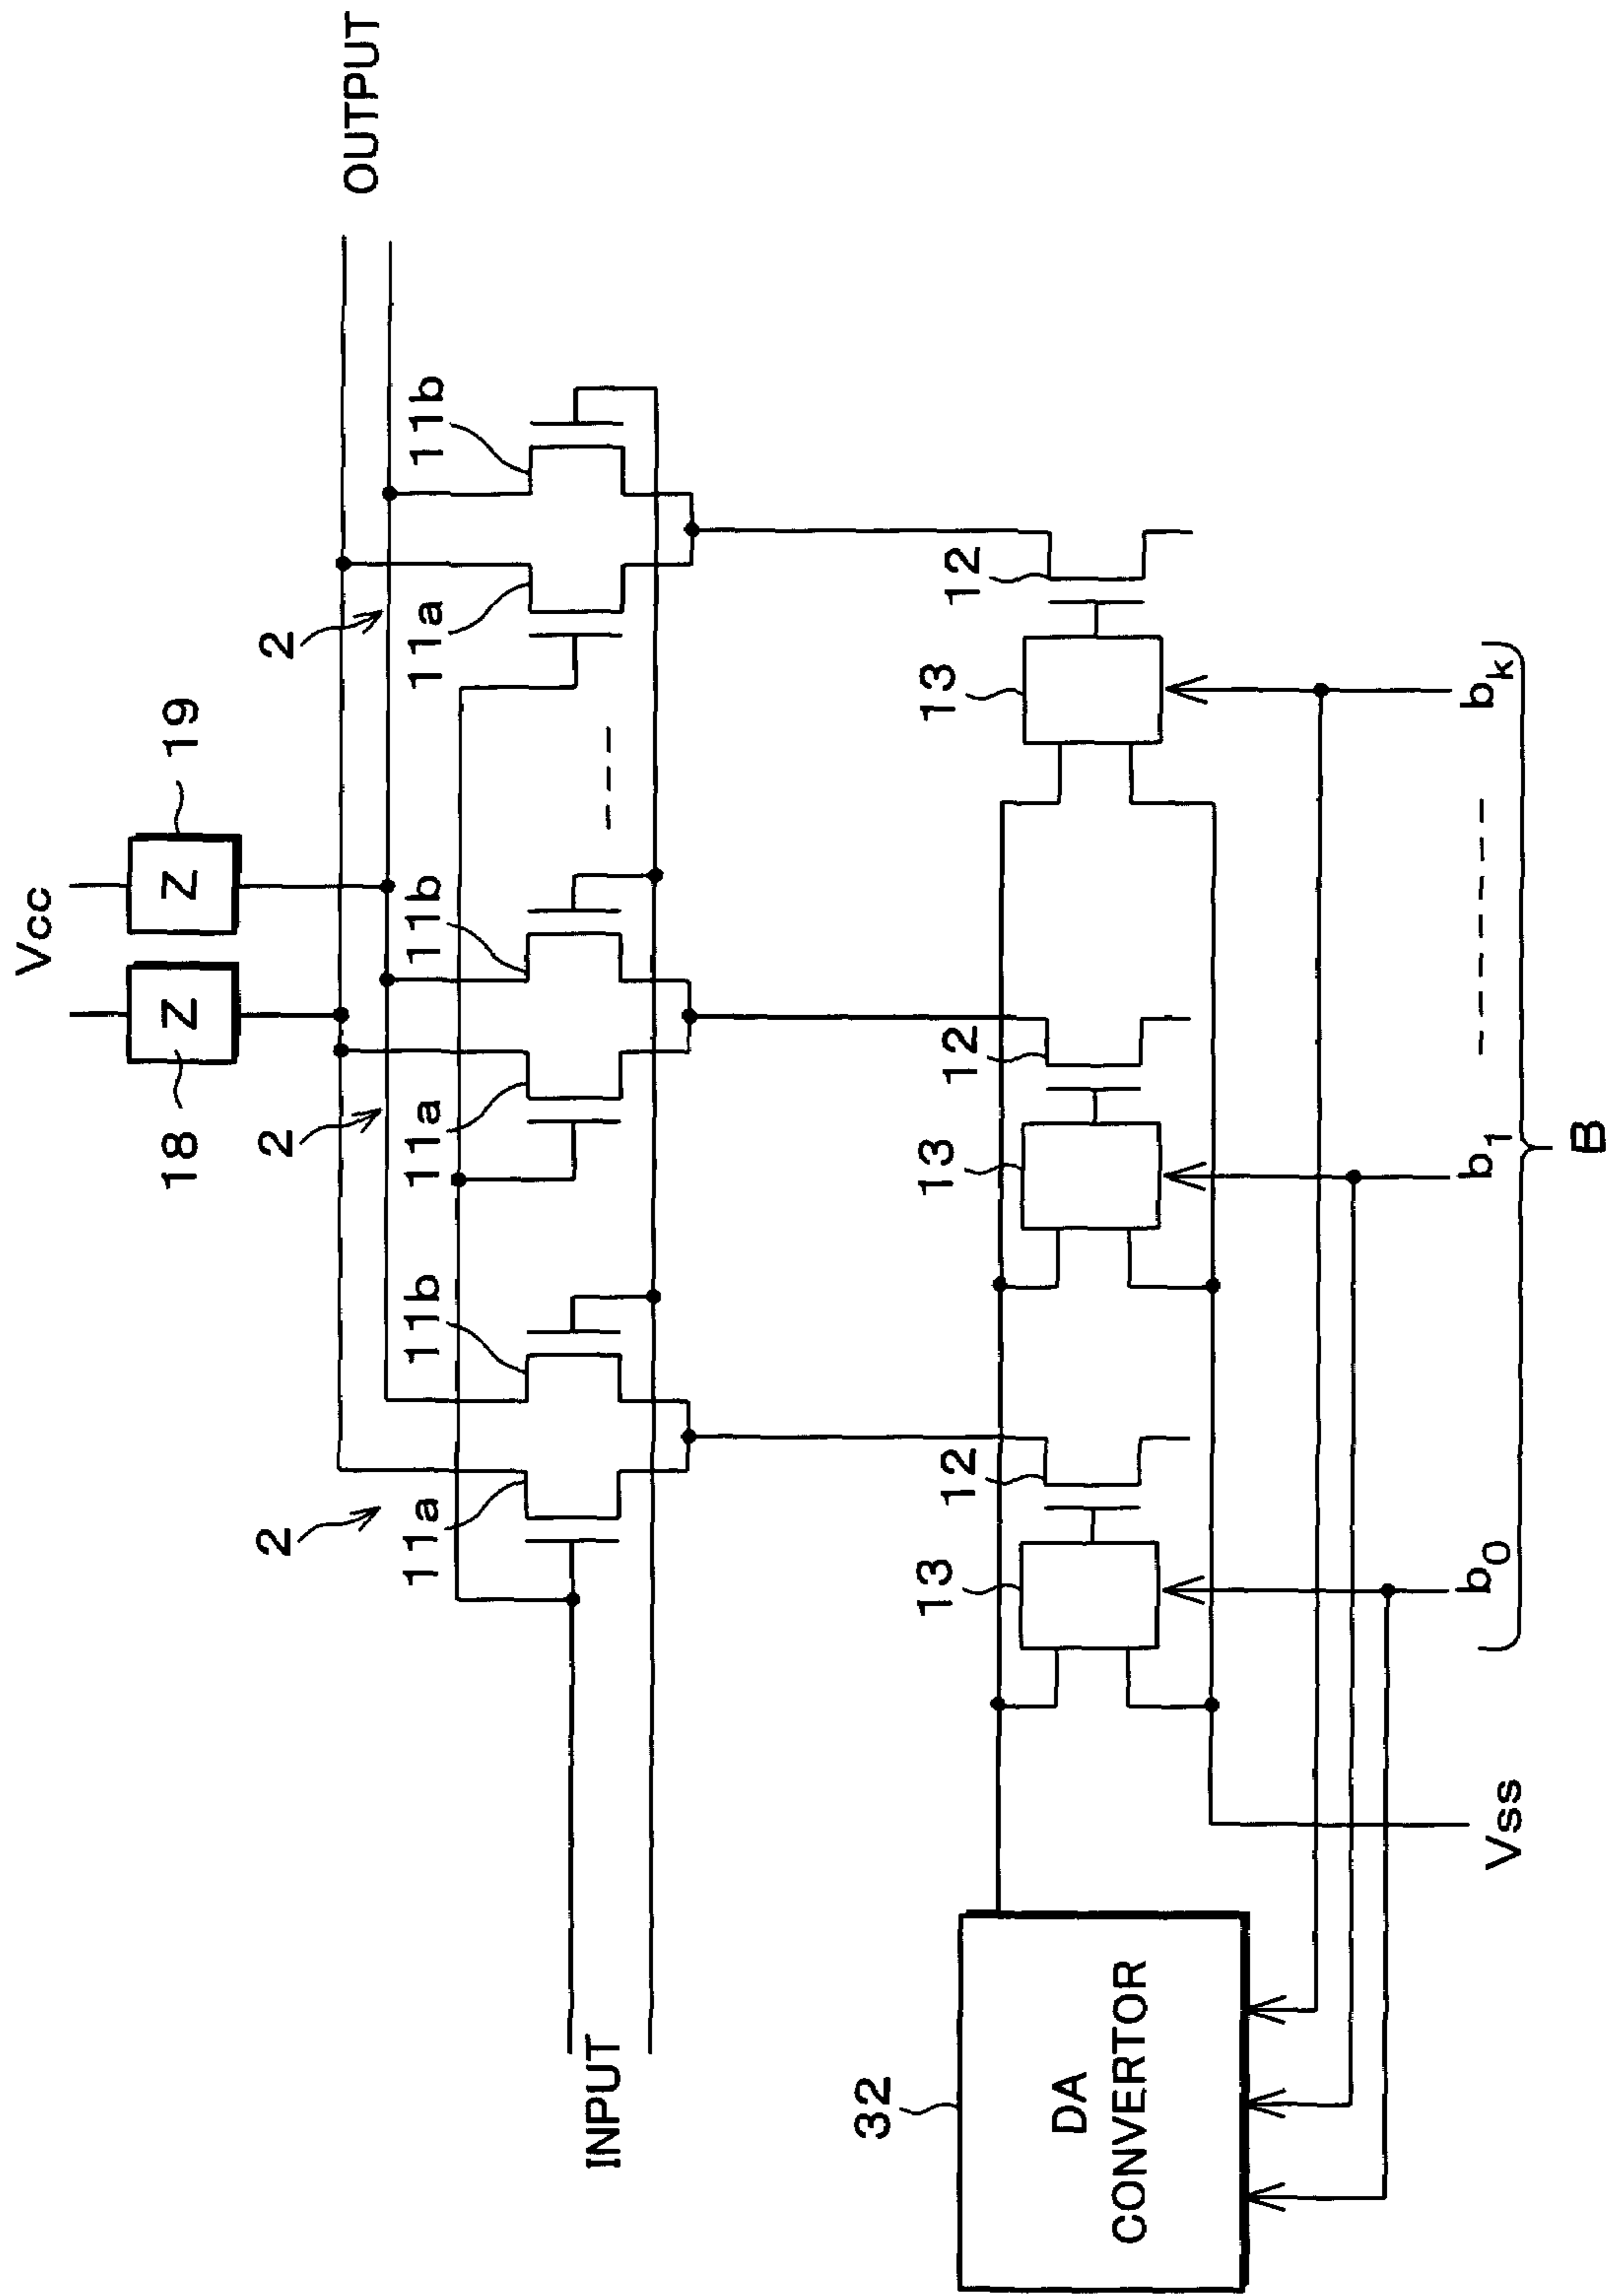 Vcc
18
Z
Z
19
OUTPUT
2
11a
11b
2
11a
11b
2
11a
11b
INPUT
32
DA
CONVERTOR
13
12
13
12
13
12
Vss
b0
b1
bk
B